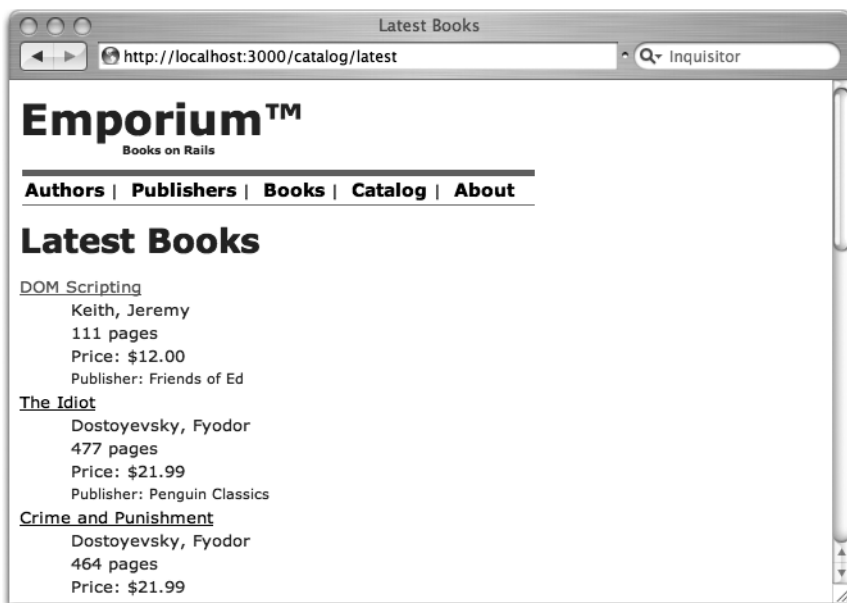 Latest Books
http://localhost:3000/catalog/latest
Inquisitor
Emporium™
Books on Rails
Authors | Publishers | Books | Catalog | About
Latest Books
DOM Scripting
Keith, Jeremy
111 pages
Price: $12.00
Publisher: Friends of Ed
The Idiot
Dostoyevsky, Fyodor
477 pages
Price: $21.99
Publisher: Penguin Classics
Crime and Punishment
Dostoyevsky, Fyodor
464 pages
Price: $21.99